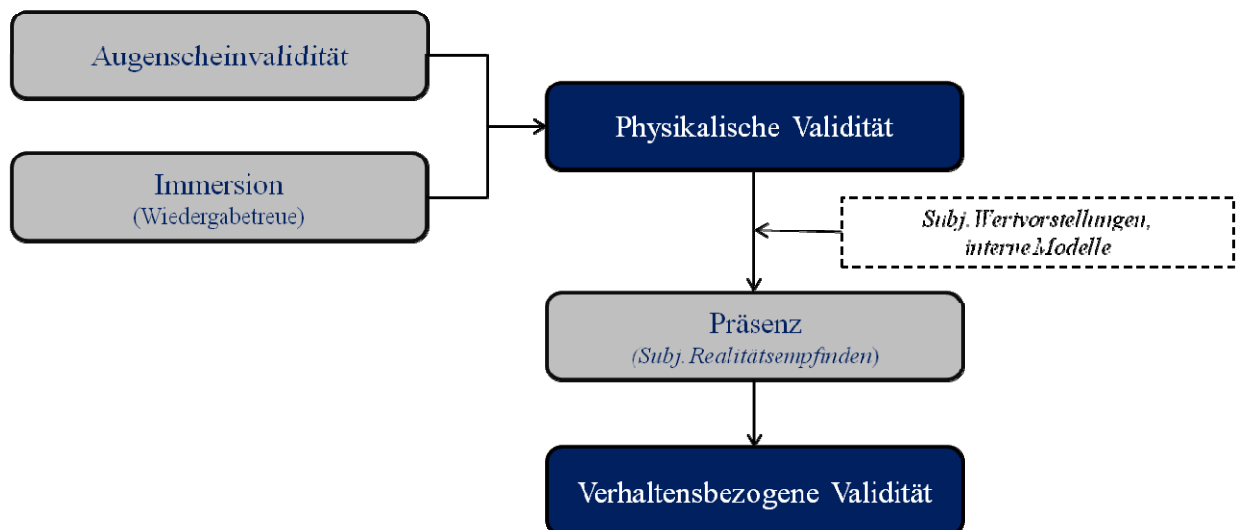 Augenscheinvalidität
Physikalische Validität
Immersion
(Wiedergabetreue)
Subj. Wertvorstellungen,
interne Modelle
Präsenz
(Subj. Realitätsempfinden)
Verhaltensbezogene Validität